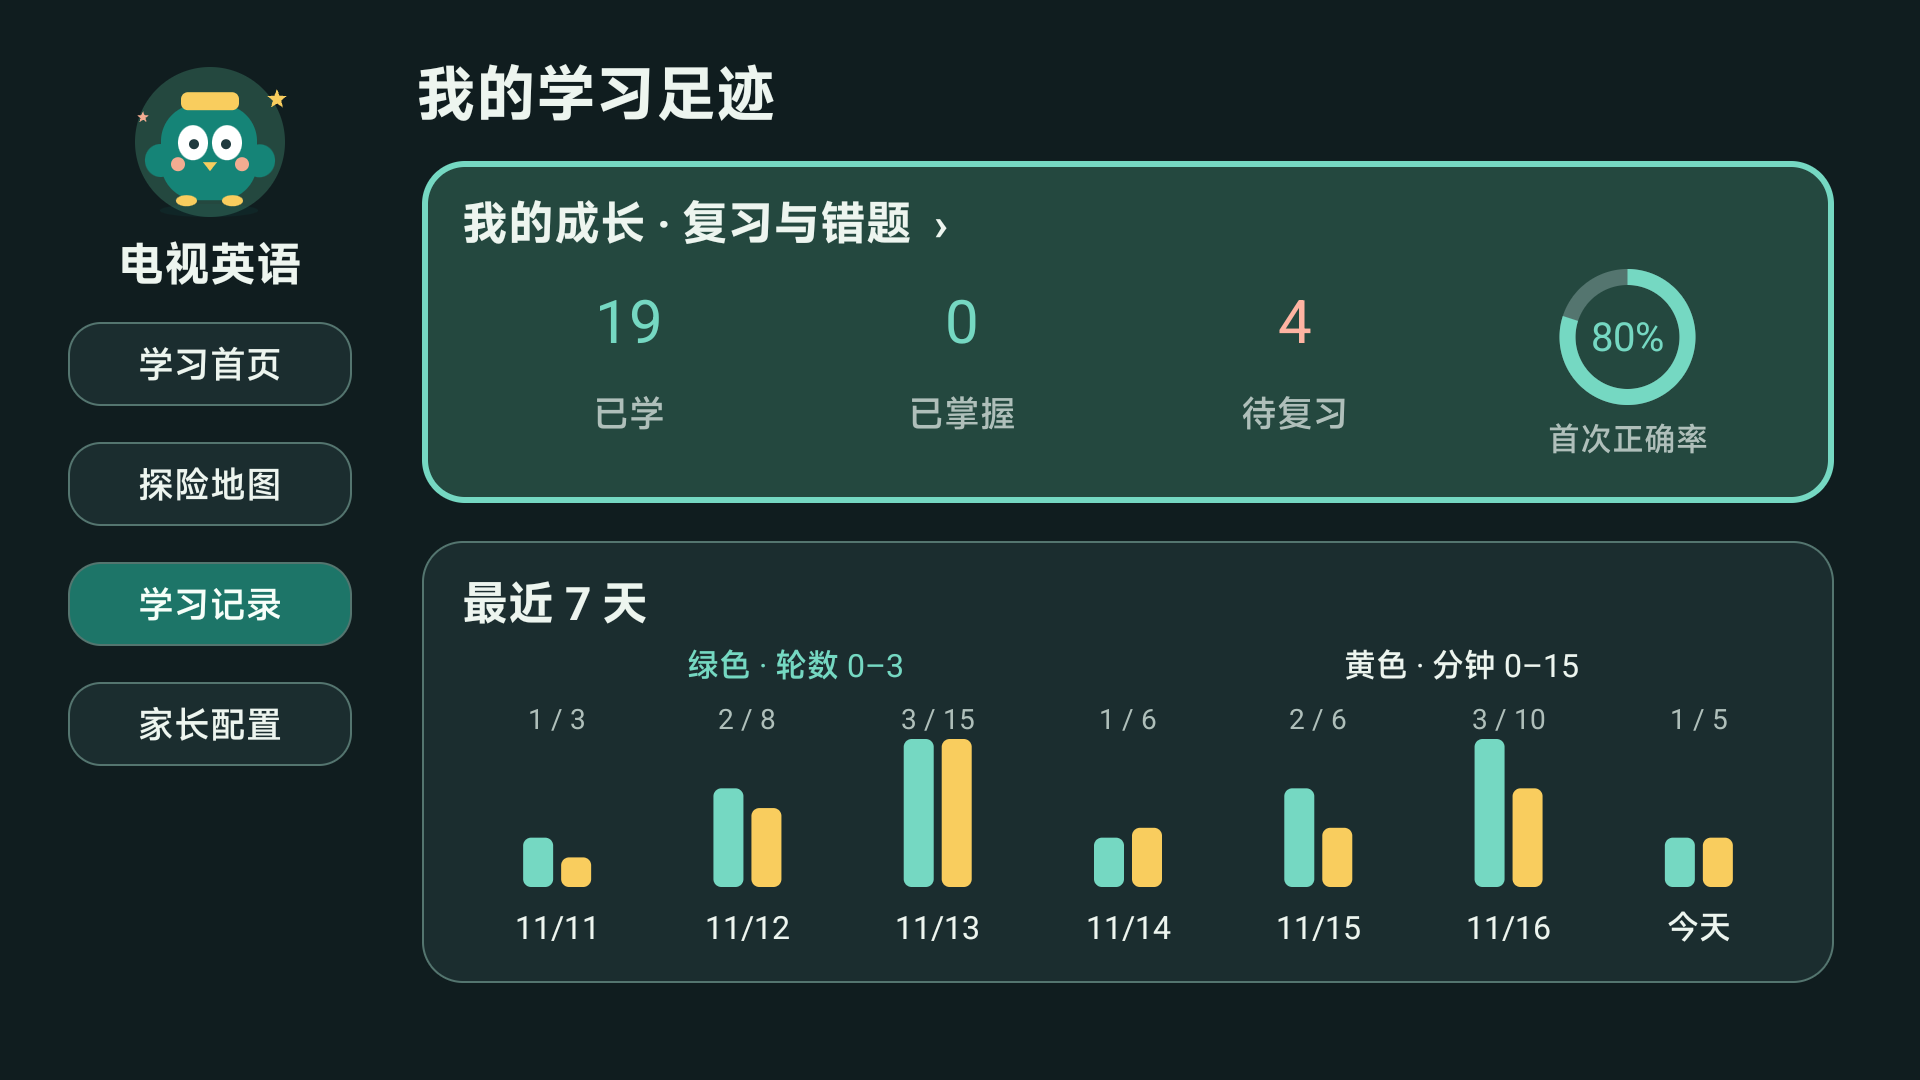 电视英语
学习首页
探险地图
学习记录
家长配置
我的学习足迹
我的成长 · 复习与错题 ›
19
已学
0
已掌握
4
待复习
80%
首次正确率
最近 7 天
绿色 · 轮数 0–3
黄色 · 分钟 0–15
1 / 3
2 / 8
3 / 15
1 / 6
2 / 6
3 / 10
1 / 5
11/11
11/12
11/13
11/14
11/15
11/16
今天